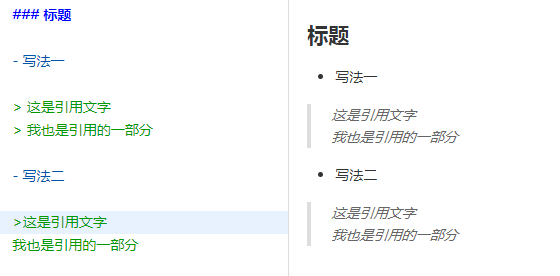 ### 标题
- 写法一
> 这是引用文字
> 我也是引用的一部分
- 写法二
>这是引用文字
我也是引用的一部分
标题
• 写法一
这是引用文字
我也是引用的一部分
• 写法二
这是引用文字
我也是引用的一部分